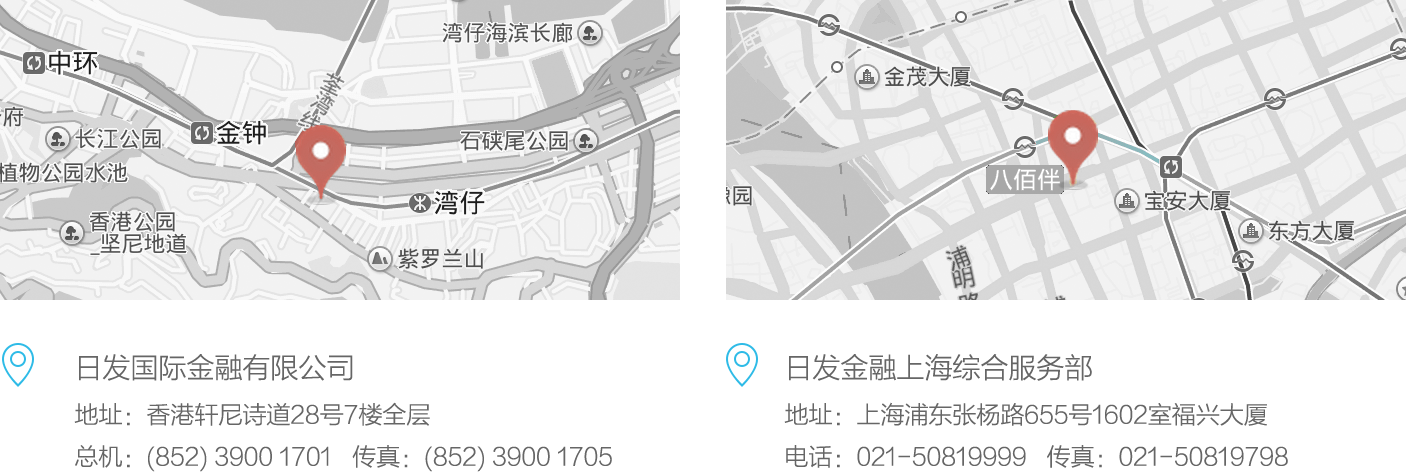 湾仔海滨长廊
中环
荃湾线
府
金钟
长江公园
石硖尾公园
植物公园水池
湾仔
香港公园
_坚尼地道
紫罗兰山
金茂大厦
八佰伴
园
宝安大厦
东方大厦
浦明路
日发国际金融有限公司
地址：香港轩尼诗道28号7楼全层
总机：(852) 3900 1701 传真：(852) 3900 1705
日发金融上海综合服务部
地址：上海浦东张杨路655号1602室福兴大厦
电话：021-50819999 传真：021-50819798